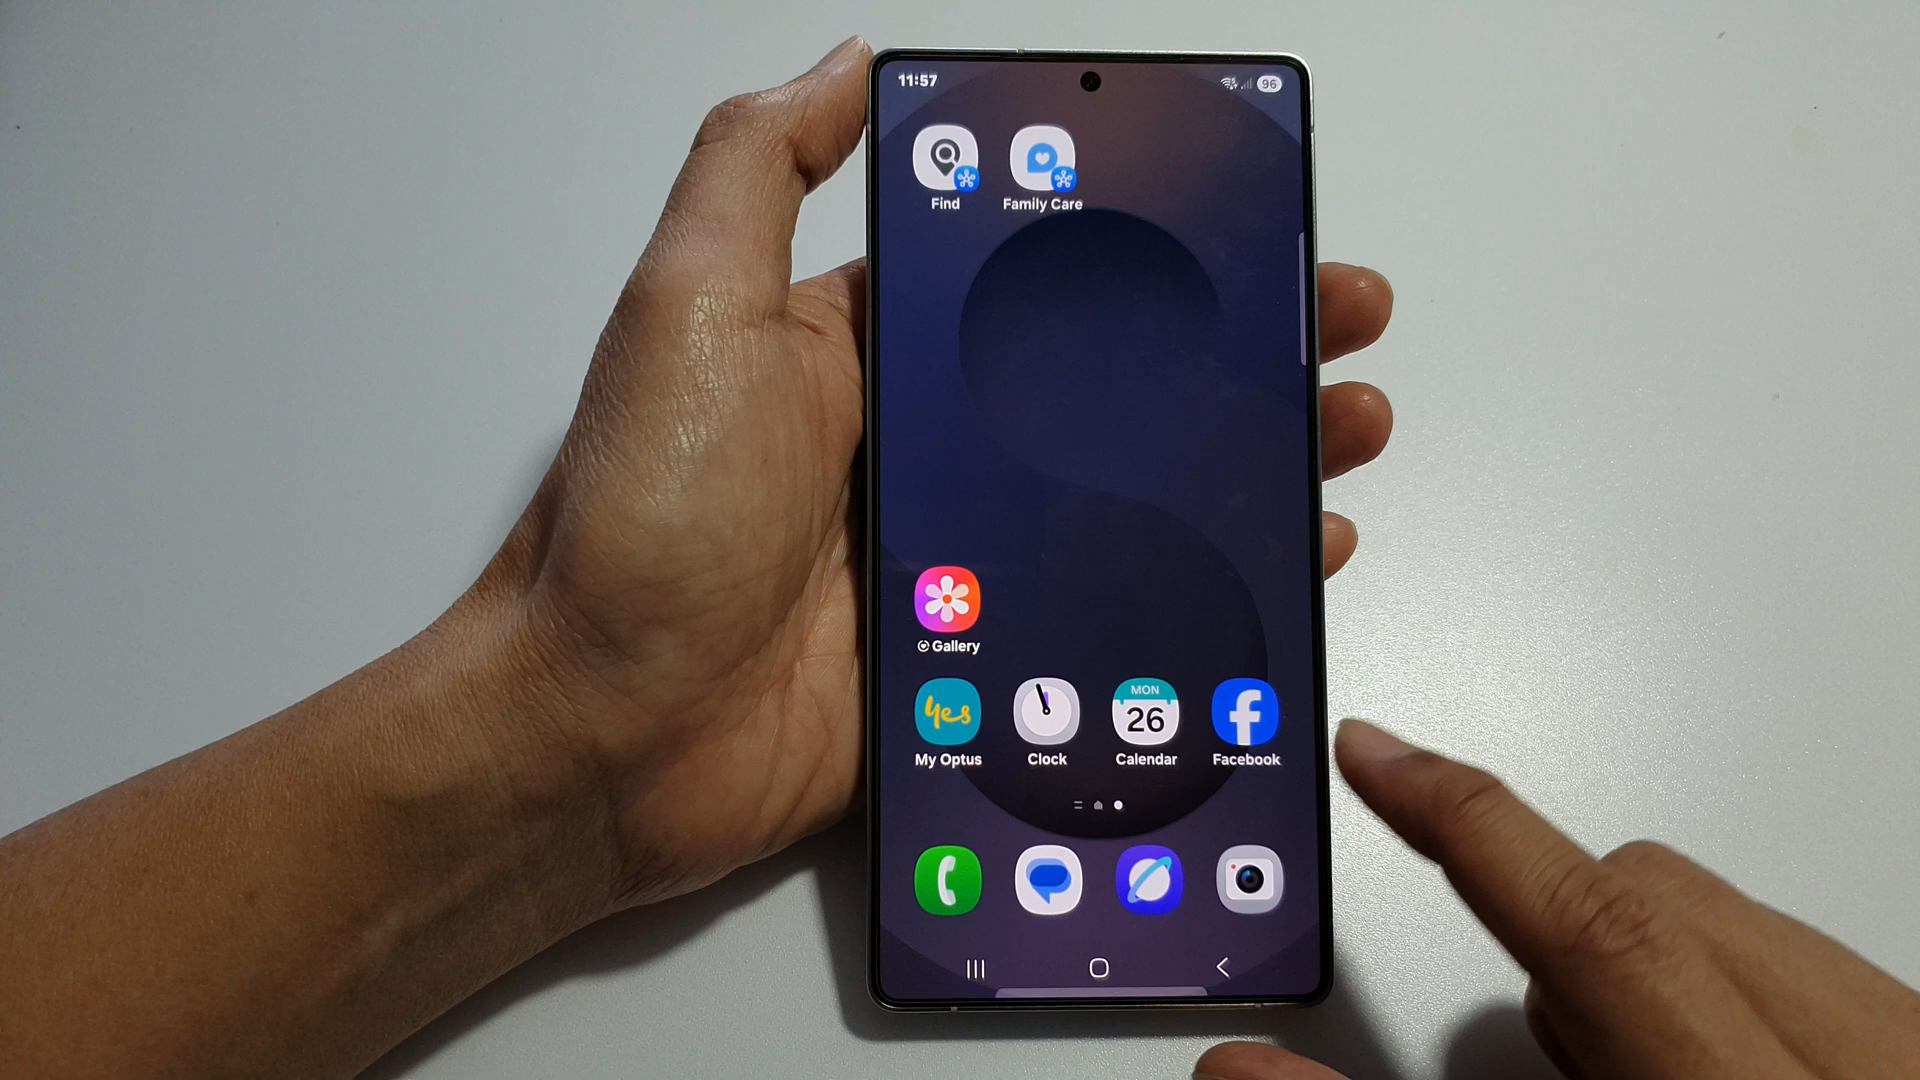 11:57
96
Find
Family Care
Gallery
yes
MON
26
My Optus
Clock
Calendar
Facebook